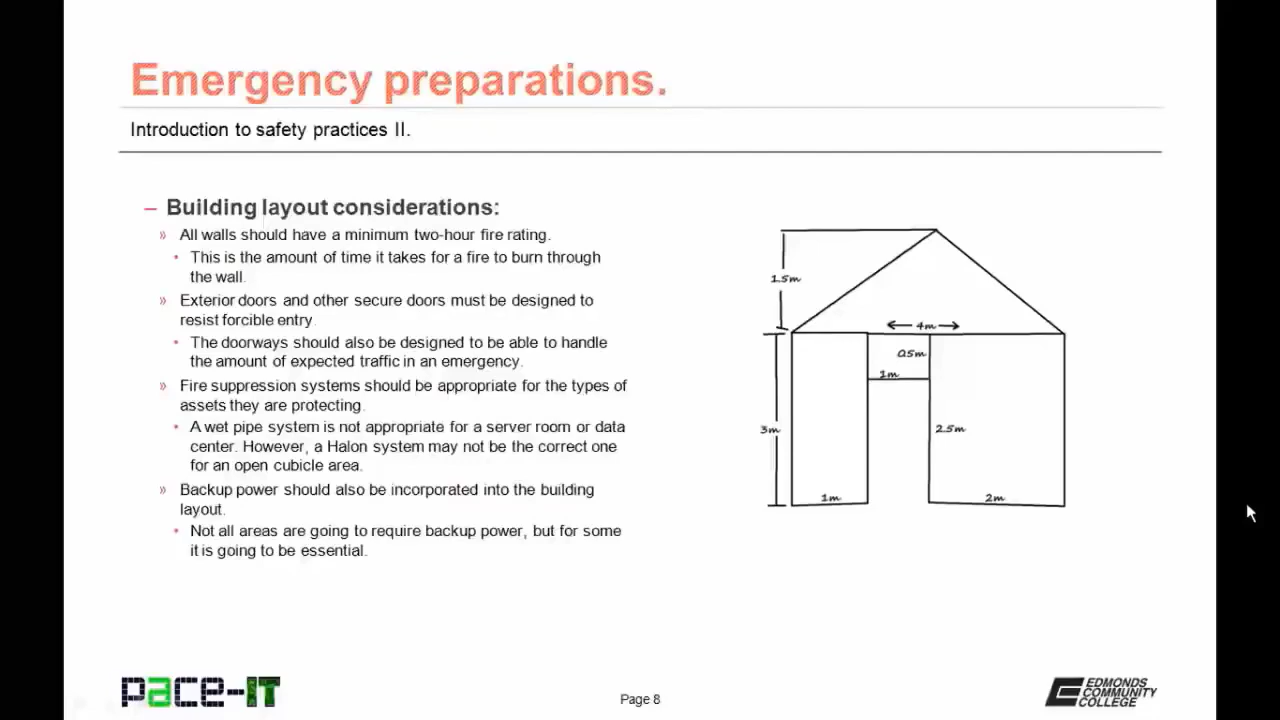 Emergency preparations.
Introduction to safety practices II.
– Building layout considerations:
» All walls should have a minimum two-hour fire rating.
• This is the amount of time it takes for a fire to burn through
the wall.
» Exterior doors and other secure doors must be designed to
resist forcible entry.
• The doorways should also be designed to be able to handle
the amount of expected traffic in an emergency.
» Fire suppression systems should be appropriate for the types of
assets they are protecting.
• A wet pipe system is not appropriate for a server room or data
center. However, a Halon system may not be the correct one
for an open cubicle area.
» Backup power should also be incorporated into the building
layout.
• Not all areas are going to require backup power, but for some
it is going to be essential.
1.5m
4m
0.5m
1m
3m
2.5m
1m
2m
pace-IT
Page 8
EDMONDS
COMMUNITY
COLLEGE